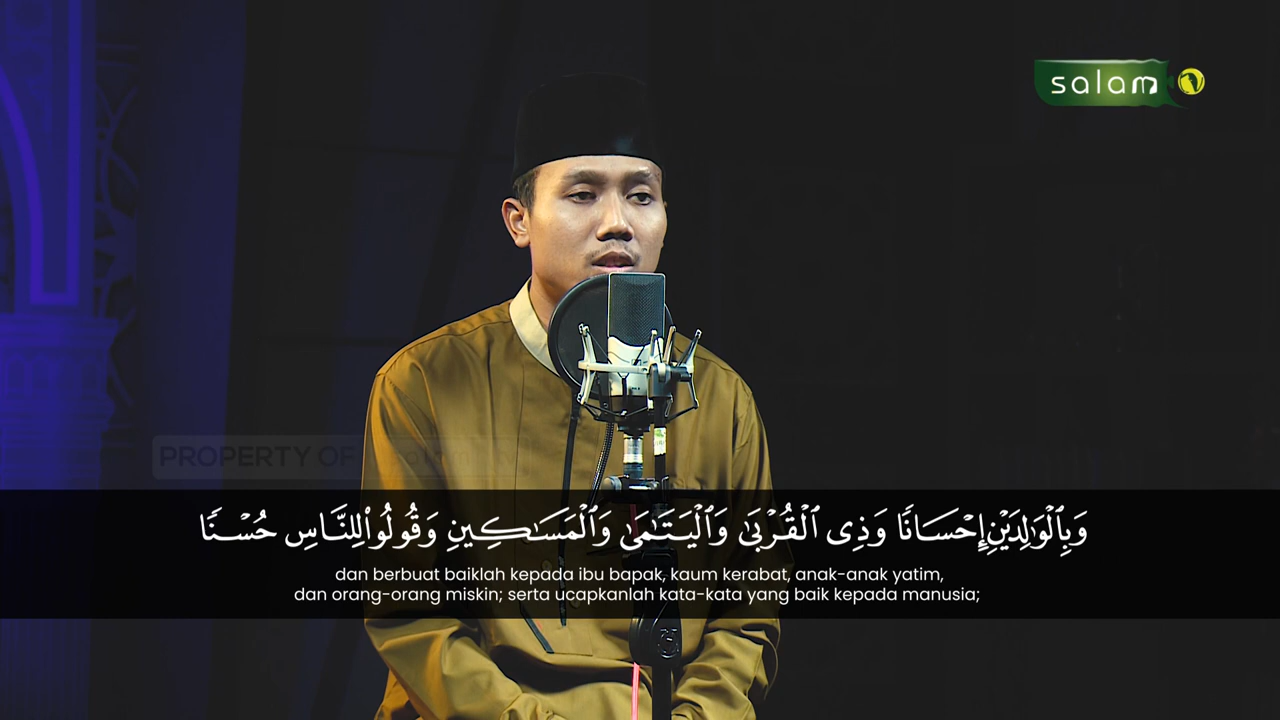 salam
PROPERTY OF
وَبِٱلْوَٰلِدَيْنِ إِحْسَانًا وَذِى ٱلْقُرْبَىٰ وَٱلْيَتَـٰمَىٰ وَٱلْمَسَـٰكِينِ وَقُولُوا۟ لِلنَّاسِ حُسْنًا
dan berbuat baiklah kepada ibu bapak, kaum kerabat, anak-anak yatim,
dan orang-orang miskin; serta ucapkanlah kata-kata yang baik kepada manusia;